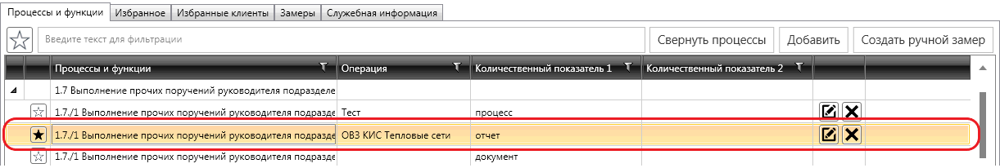 Процессы и функции Избранное Избранные клиенты Замеры Служебная информация
Введите текст для фильтрации Свернуть процессы Добавить Создать ручной замер
Процессы и функции Операция Количественный показатель 1 Количественный показатель 2
1.7 Выполнение прочих поручений руководителя подразделе
1.7./1 Выполнение прочих поручений руководителя подразде Тест процесс
1.7./1 Выполнение прочих поручений руководителя подразде ОВЗ КИС Тепловые сети отчет
1.7./1 Выполнение прочих поручений руководителя подразде документ